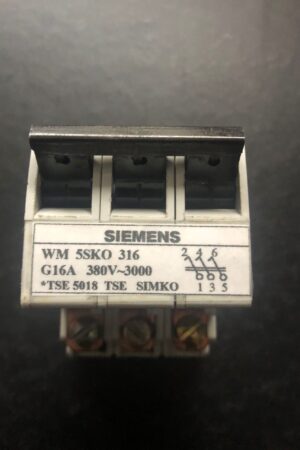 SIEMENS
WM 5SKO 316
2 4 6
G16A 380V~3000
*TSE 5018 TSE SIMKO
1 3 5